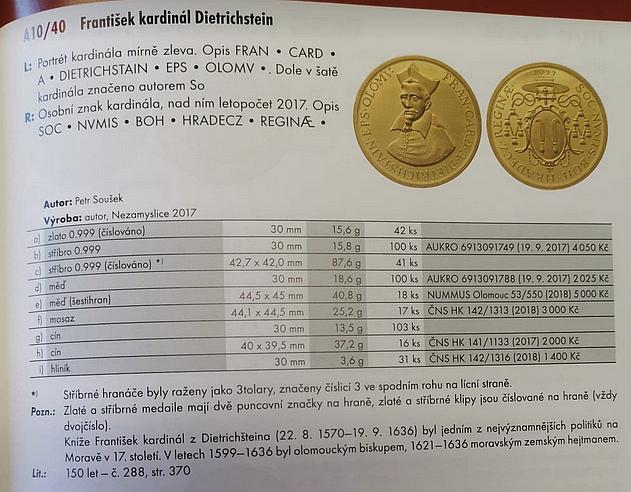 A10/40 František kardinál Dietrichstein
L: Portrét kardinála mírně zleva. Opis FRAN • CARD •
A • DIETRICHSTAIN • EPS • OLOMV •. Dole v šatě
kardinála značeno autorem So
R: Osobní znak kardinála, nad ním letopočet 2017. Opis
SOC • NVMIS • BOH • HRADECZ • REGINÆ •
Autor: Petr Soušek
Výroba: autor, Nezamyslice 2017
a) zlato 0.999 (číslováno) 30 mm 15,6 g 42 ks
b) stříbro 0.999 30 mm 15,8 g 100 ks AUKRO 6913091749 (19. 9. 2017) 4 050 Kč
c) stříbro 0.999 (číslováno) *) 42,7 x 42,0 mm 87,6 g 41 ks
d) měď 30 mm 18,6 g 100 ks AUKRO 6913091788 (19. 9. 2017) 2 025 Kč
e) měď (šestihran) 44,5 x 45 mm 40,8 g 18 ks NUMMUS Olomouc 53/550 (2018) 5 000 Kč
f) mosaz 44,1 x 44,5 mm 25,2 g 17 ks ČNS HK 142/1313 (2018) 3 000 Kč
g) cín 30 mm 13,5 g 103 ks
h) cín 40 x 39,5 mm 37,2 g 16 ks ČNS HK 141/1133 (2017) 2 000 Kč
i) hliník 30 mm 3,6 g 31 ks ČNS HK 142/1316 (2018) 1 400 Kč
*) Stříbrné hranáče byly raženy jako 3tolary, značeny číslicí 3 ve spodním rohu na lícní straně.
Pozn.: Zlaté a stříbrné medaile mají dvě puncovní značky na hraně, zlaté a stříbrné klipy jsou číslované na hraně (vždy
dvojčíslo).
Kníže František kardinál z Dietrichšteina (22. 8. 1570–19. 9. 1636) byl jedním z nejvýznamnějších politiků na
Moravě v 17. století. V letech 1599–1636 byl olomouckým biskupem, 1621–1636 moravským zemským hejtmanem.
Lit.: 150 let – č. 288, str. 370